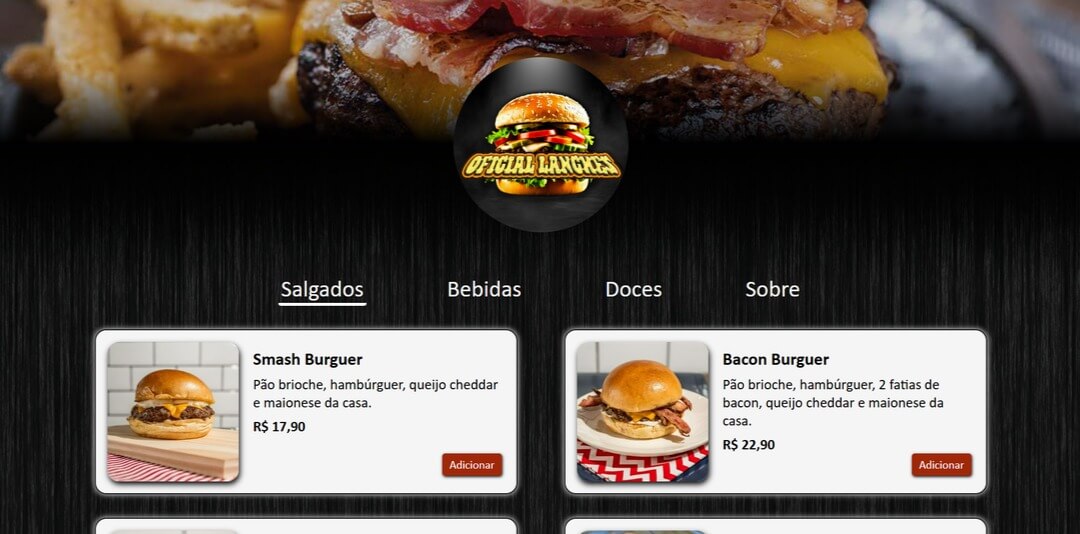 OFICIAL LANCHES
Salgados Bebidas Doces Sobre
Smash Burguer
Pão brioche, hambúrguer, queijo cheddar
e maionese da casa.
R$ 17,90
Adicionar
Bacon Burguer
Pão brioche, hambúrguer, 2 fatias de
bacon, queijo cheddar e maionese da
casa.
R$ 22,90
Adicionar